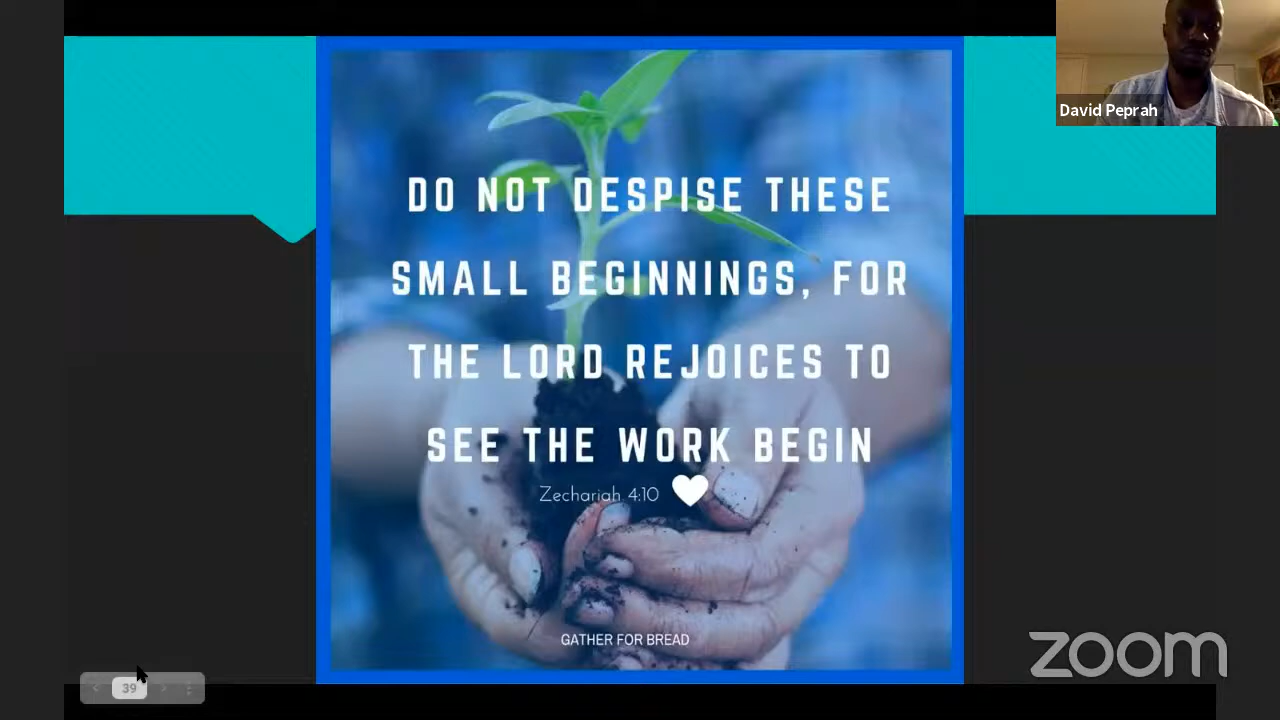 David Peprah
DO NOT DESPISE THESE
SMALL BEGINNINGS, FOR
THE LORD REJOICES TO
SEE THE WORK BEGIN
Zechariah 4:10
GATHER FOR BREAD
zoom
39